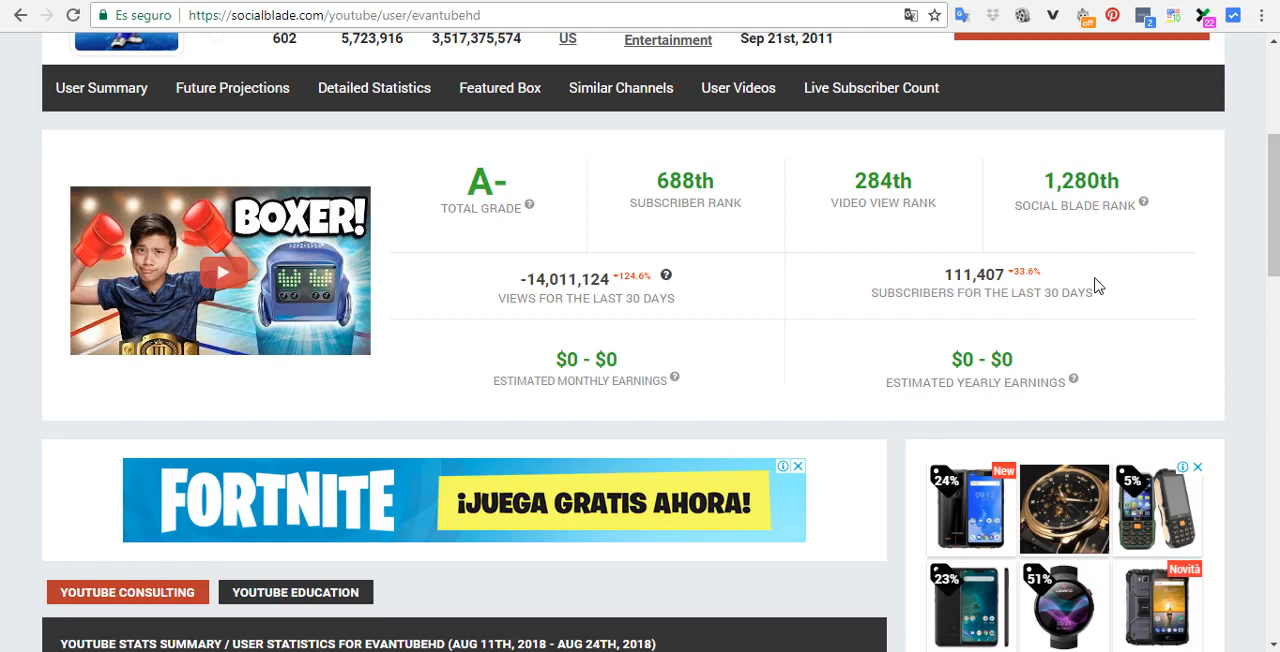 Es seguro
https://socialblade.com/youtube/user/evantubehd
off
2
10
22
602
5,723,916
3,517,375,574
US
Entertainment
Sep 21st, 2011
User Summary
Future Projections
Detailed Statistics
Featured Box
Similar Channels
User Videos
Live Subscriber Count
BOXER!
A-
TOTAL GRADE
688th
SUBSCRIBER RANK
284th
VIDEO VIEW RANK
1,280th
SOCIAL BLADE RANK
-14,011,124 124.6%
VIEWS FOR THE LAST 30 DAYS
111,407 33.6%
SUBSCRIBERS FOR THE LAST 30 DAYS
$0 - $0
ESTIMATED MONTHLY EARNINGS
$0 - $0
ESTIMATED YEARLY EARNINGS
FORTNITE
¡JUEGA GRATIS AHORA!
24%
New
5%
23%
51%
Novità
YOUTUBE CONSULTING
YOUTUBE EDUCATION
YOUTUBE STATS SUMMARY / USER STATISTICS FOR EVANTUBEHD (AUG 11TH, 2018 - AUG 24TH, 2018)